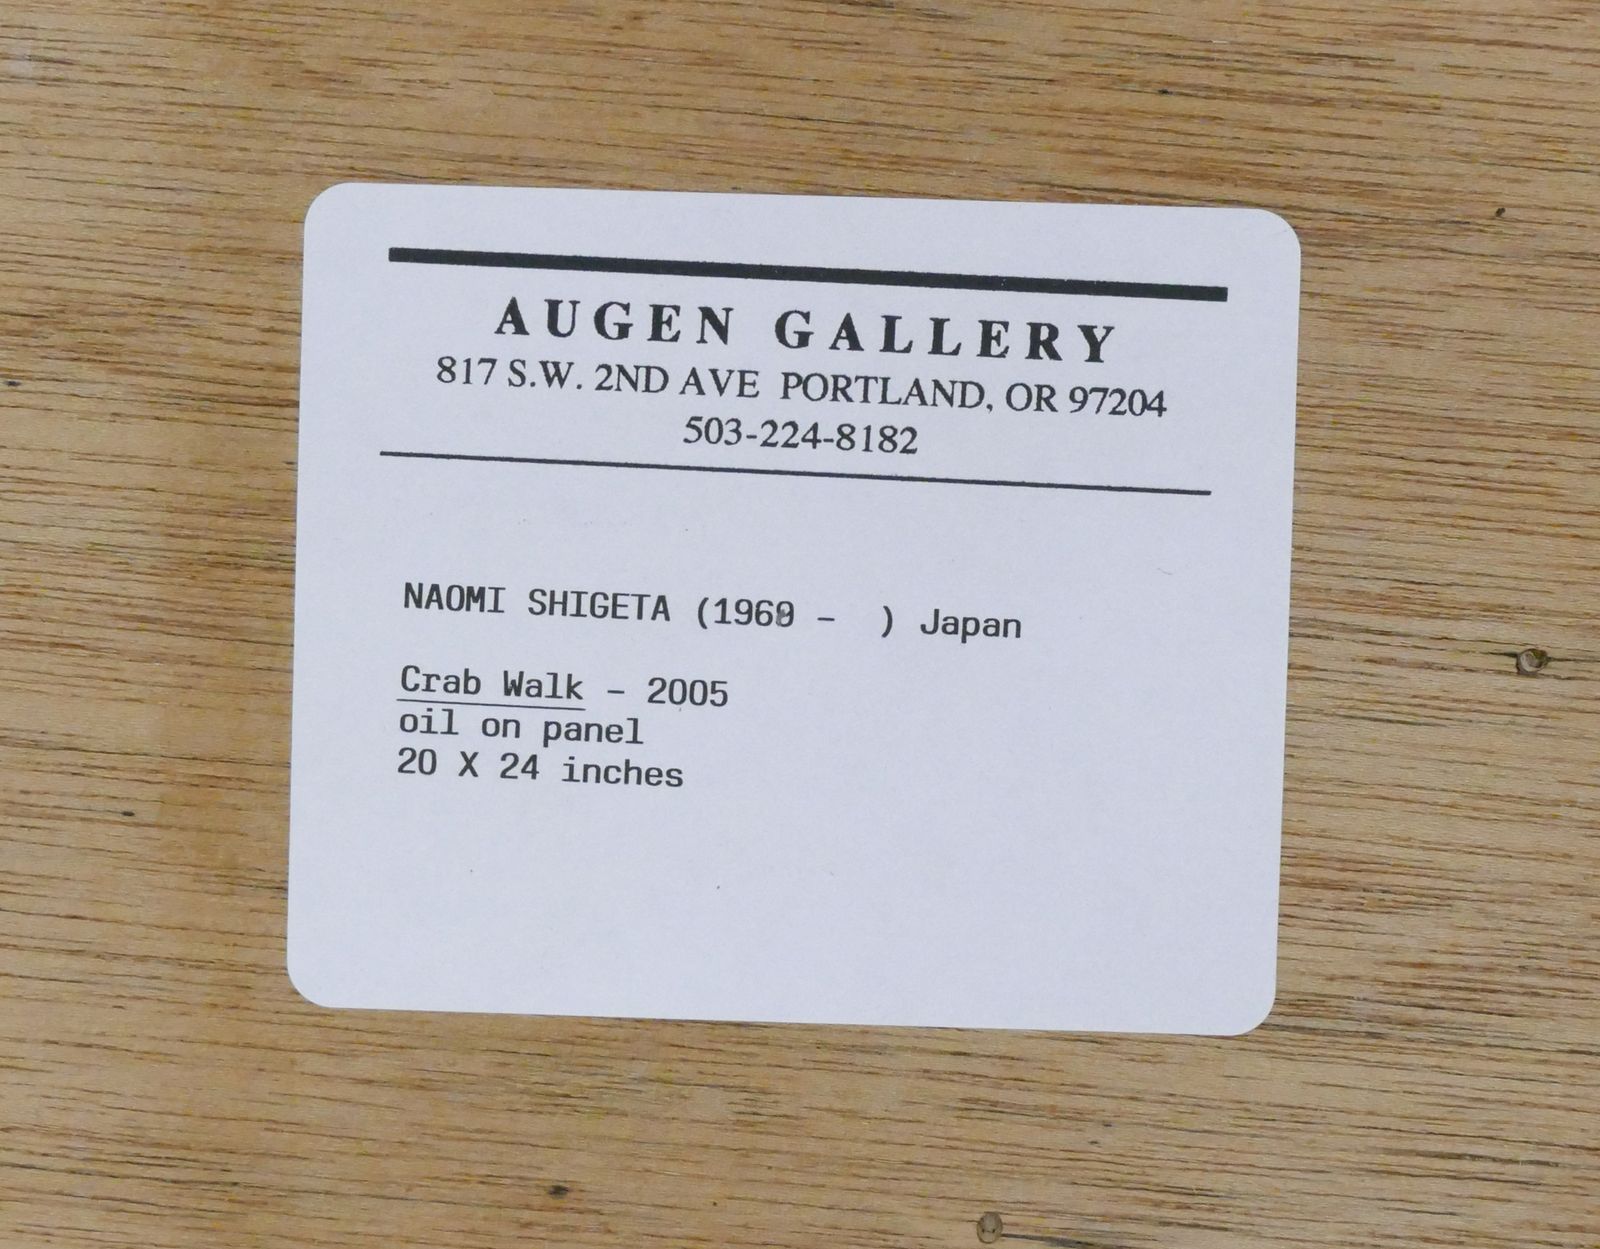 AUGEN GALLERY
817 S.W. 2ND AVE PORTLAND, OR 97204
503-224-8182
NAOMI SHIGETA ( - ) Japan
Crab Walk - 2005
oil on panel
20 X 24 inches